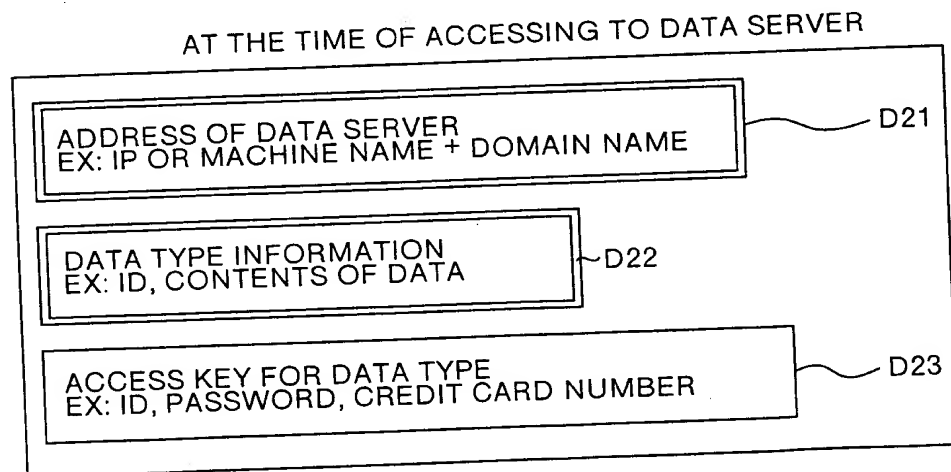 AT THE TIME OF ACCESSING TO DATA SERVER
ADDRESS OF DATA SERVER
EX: IP OR MACHINE NAME + DOMAIN NAME
D21
DATA TYPE INFORMATION
EX: ID, CONTENTS OF DATA
D22
ACCESS KEY FOR DATA TYPE
EX: ID, PASSWORD, CREDIT CARD NUMBER
D23